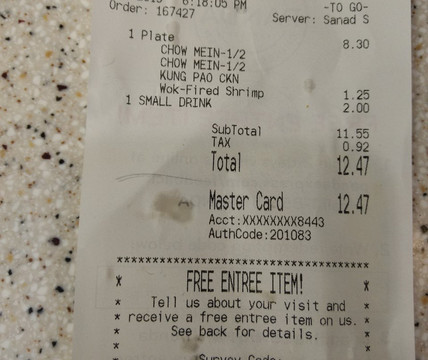 6:18:05 PM
-TO GO-
Order: 167427
Server: Sanad S
1 Plate 8.30
CHOW MEIN-1/2
CHOW MEIN-1/2
KUNG PAO CKN
Wok-Fired Shrimp 1.25
1 SMALL DRINK 2.00
SubTotal 11.55
TAX 0.92
Total 12.47
Master Card 12.47
Acct:XXXXXXXX8443
AuthCode:201083
************************************
* FREE ENTREE ITEM! *
* Tell us about your visit and *
* receive a free entree item on us. *
* See back for details. *
* *
Survey Code: